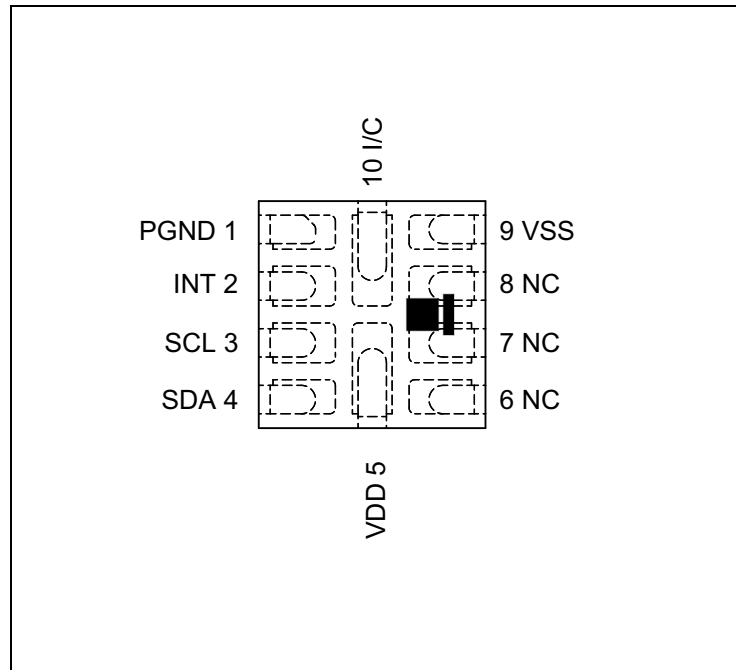 10 I/C
PGND 1
9 VSS
INT 2
8 NC
SCL 3
7 NC
SDA 4
6 NC
VDD 5